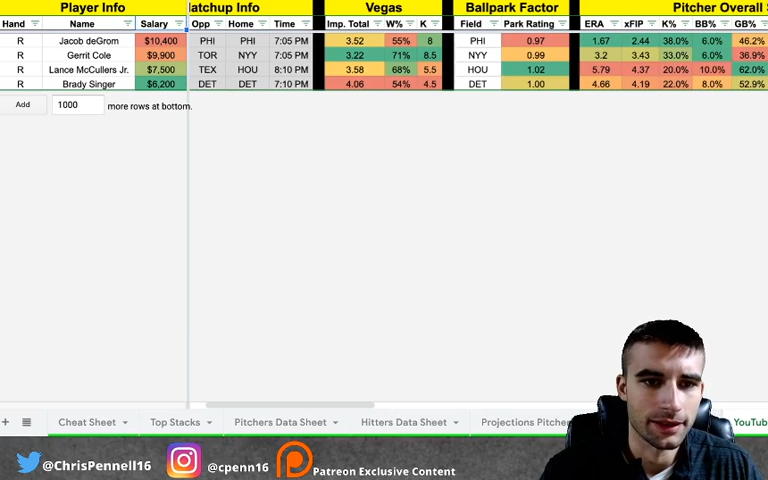 Player Info atchup Info Vegas Ballpark Factor Pitcher Overall S
Hand Name Salary Opp Home Time Imp. Total W% K Field Park Rating ERA xFIP K% BB% GB%
R Jacob deGrom $10,400 PHI PHI 7:05 PM 3.52 55% 8 PHI 0.97 1.67 2.44 38.0% 6.0% 46.2%
R Gerrit Cole $9,900 TOR NYY 7:05 PM 3.22 71% 8.5 NYY 0.99 3.2 3.43 33.0% 6.0% 36.9%
R Lance McCullers Jr. $7,500 TEX HOU 8:10 PM 3.58 68% 5.5 HOU 1.02 5.79 4.37 20.0% 10.0% 62.0%
R Brady Singer $6,200 DET DET 7:10 PM 4.06 54% 4.5 DET 1.00 4.66 4.19 22.0% 8.0% 52.9%
Add 1000 more rows at bottom.
Cheat Sheet Top Stacks Pitchers Data Sheet Hitters Data Sheet Projections Pitcher YouTub
@ChrisPennell16 @cpenn16 Patreon Exclusive Content